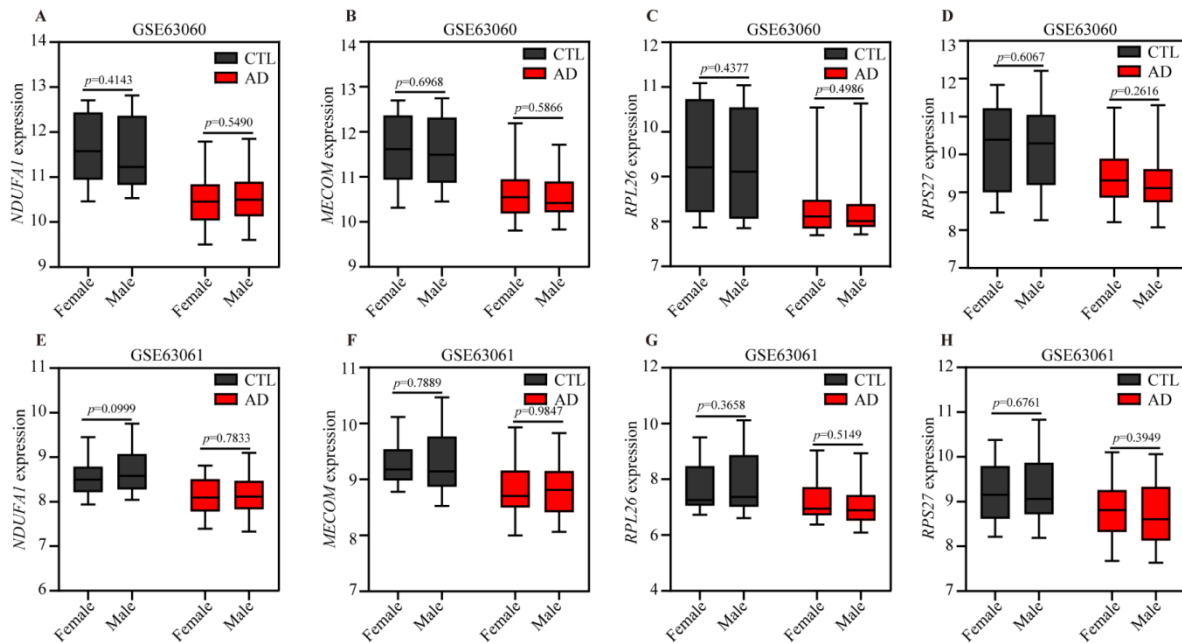 A
GSE63060
CTL
AD
p=0.4143
p=0.5490
NDUFA1 expression
14
13
12
11
10
9
Female
Male
Female
Male
B
GSE63060
CTL
AD
p=0.6968
p=0.5866
MECOM expression
14
13
12
11
10
9
Female
Male
Female
Male
C
GSE63060
CTL
AD
p=0.4377
p=0.4986
RPL26 expression
12
11
10
9
8
7
Female
Male
Female
Male
D
GSE63060
CTL
AD
p=0.6067
p=0.2616
RPS27 expression
13
12
11
10
9
8
7
Female
Male
Female
Male
E
GSE63061
CTL
AD
p=0.0999
p=0.7833
NDUFA1 expression
11
10
9
8
7
6
Female
Male
Female
Male
F
GSE63061
CTL
AD
p=0.7889
p=0.9847
MECOM expression
11
10
9
8
7
Female
Male
Female
Male
G
GSE63061
CTL
AD
p=0.3658
p=0.5149
RPL26 expression
12
10
8
6
4
Female
Male
Female
Male
H
GSE63061
CTL
AD
p=0.6761
p=0.3949
RPS27 expression
12
11
10
9
8
7
Female
Male
Female
Male